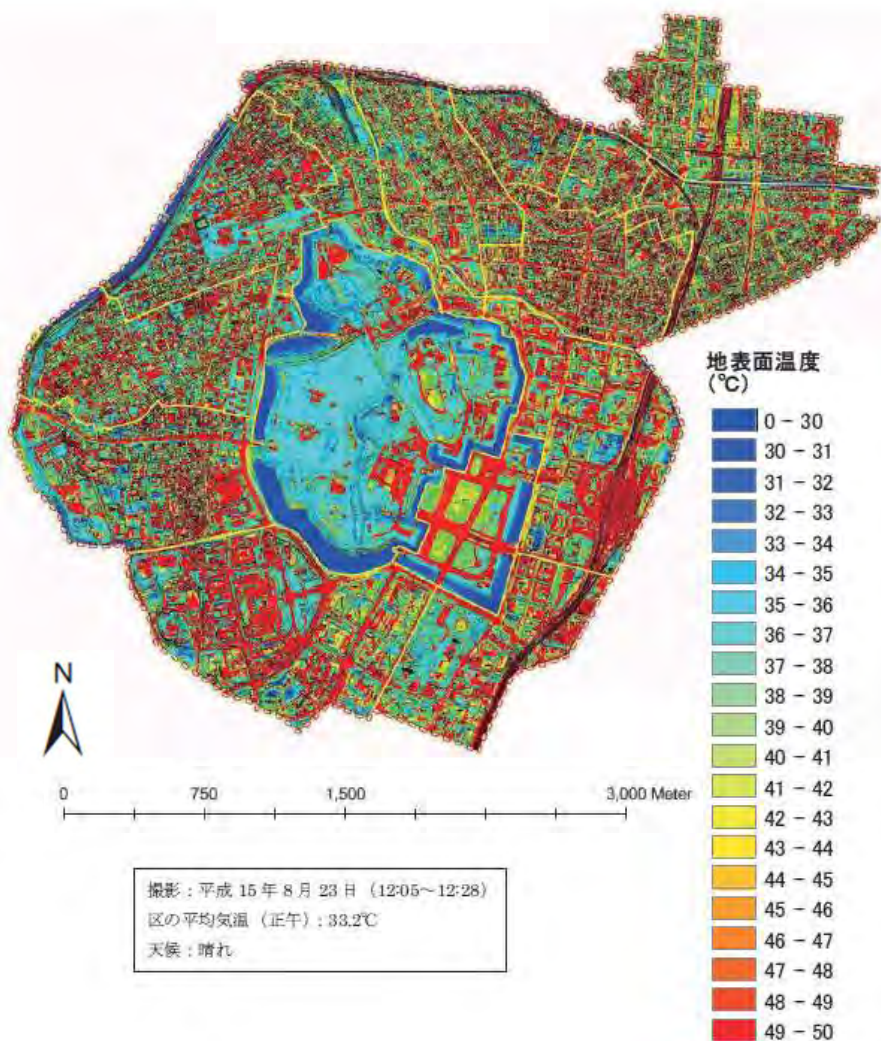 地表面温度
(℃)
0 - 30
30 - 31
31 - 32
32 - 33
33 - 34
34 - 35
35 - 36
36 - 37
37 - 38
38 - 39
39 - 40
40 - 41
41 - 42
42 - 43
43 - 44
44 - 45
45 - 46
46 - 47
47 - 48
48 - 49
49 - 50
N
0 750 1,500 3,000 Meter
撮影：平成 15 年 8 月 23 日（12:05～12:28）
区の平均気温（正午）：33.2℃
天候：晴れ